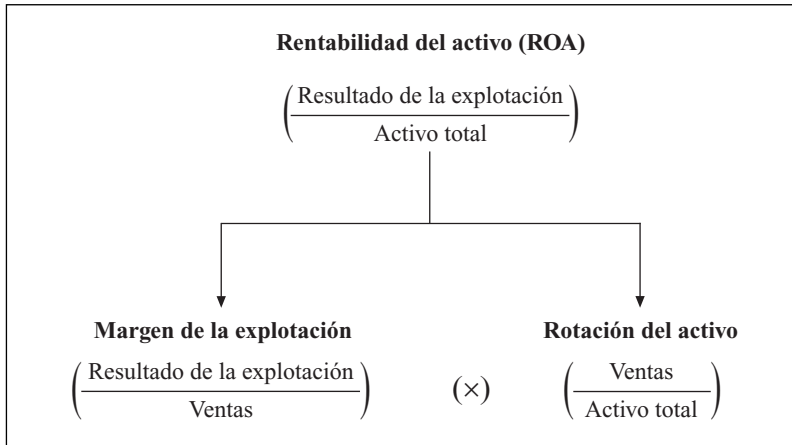 Rentabilidad del activo (ROA)
(Resultado de la explotación
Activo total)
Margen de la explotación
(Resultado de la explotación
Ventas)
(×)
Rotación del activo
(Ventas
Activo total)